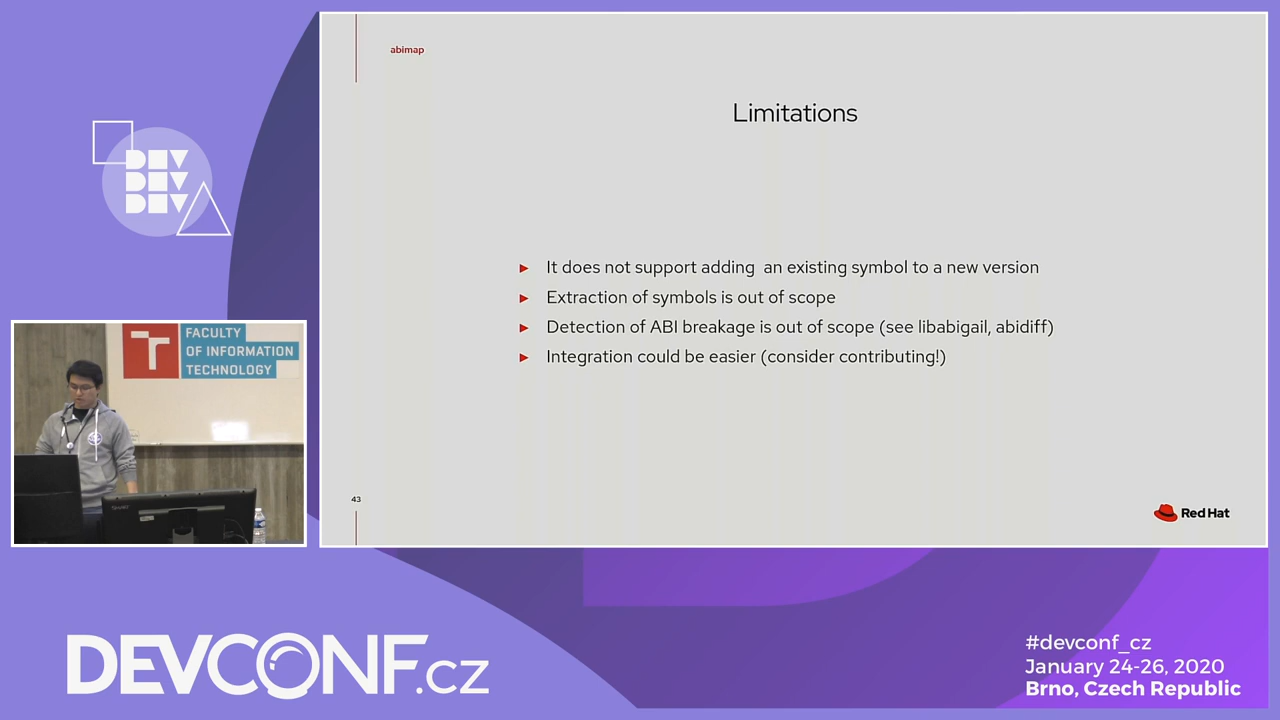 abimap
Limitations
It does not support adding  an existing symbol to a new version
Extraction of symbols is out of scope
Detection of ABI breakage is out of scope (see libabigail, abidiff)
Integration could be easier (consider contributing!)
43
Red Hat
DEV
DEV
DEV
FACULTY
OF INFORMATION
TECHNOLOGY
DEVCONF.cz
#devconf_cz
January 24-26, 2020
Brno, Czech Republic